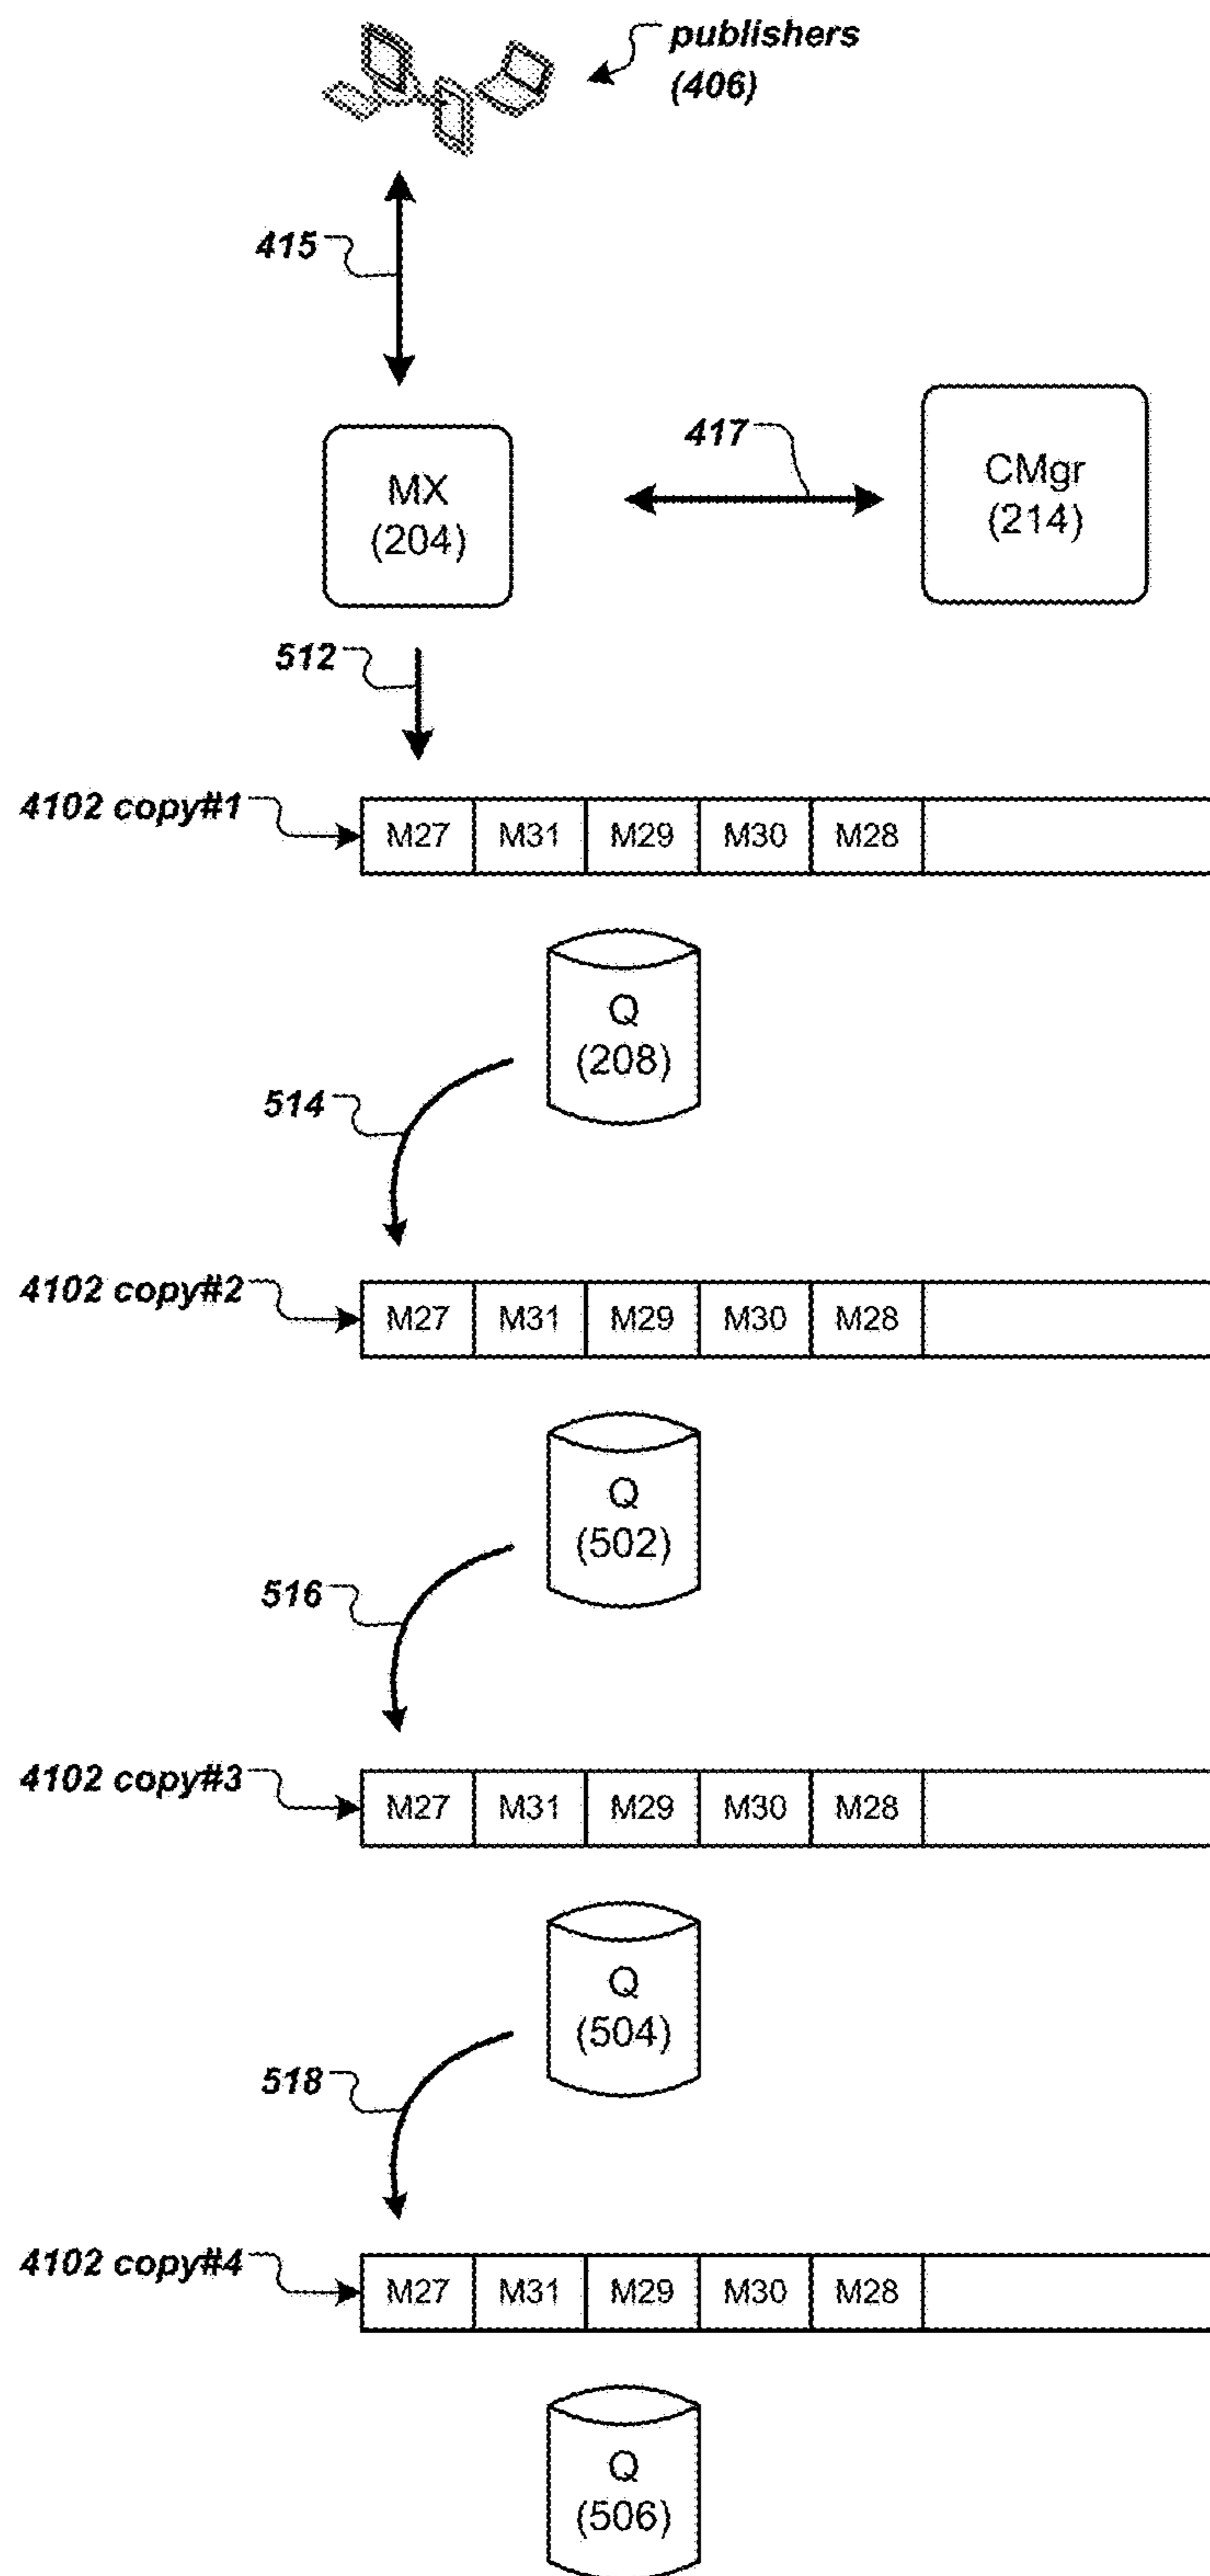 publishers
(406)
415
417
MX
(204)
CMgr
(214)
512
4102 copy#1
M27 M31 M29 M30 M28
Q
(208)
514
4102 copy#2
M27 M31 M29 M30 M28
Q
(502)
516
4102 copy#3
M27 M31 M29 M30 M28
Q
(504)
518
4102 copy#4
M27 M31 M29 M30 M28
Q
(506)